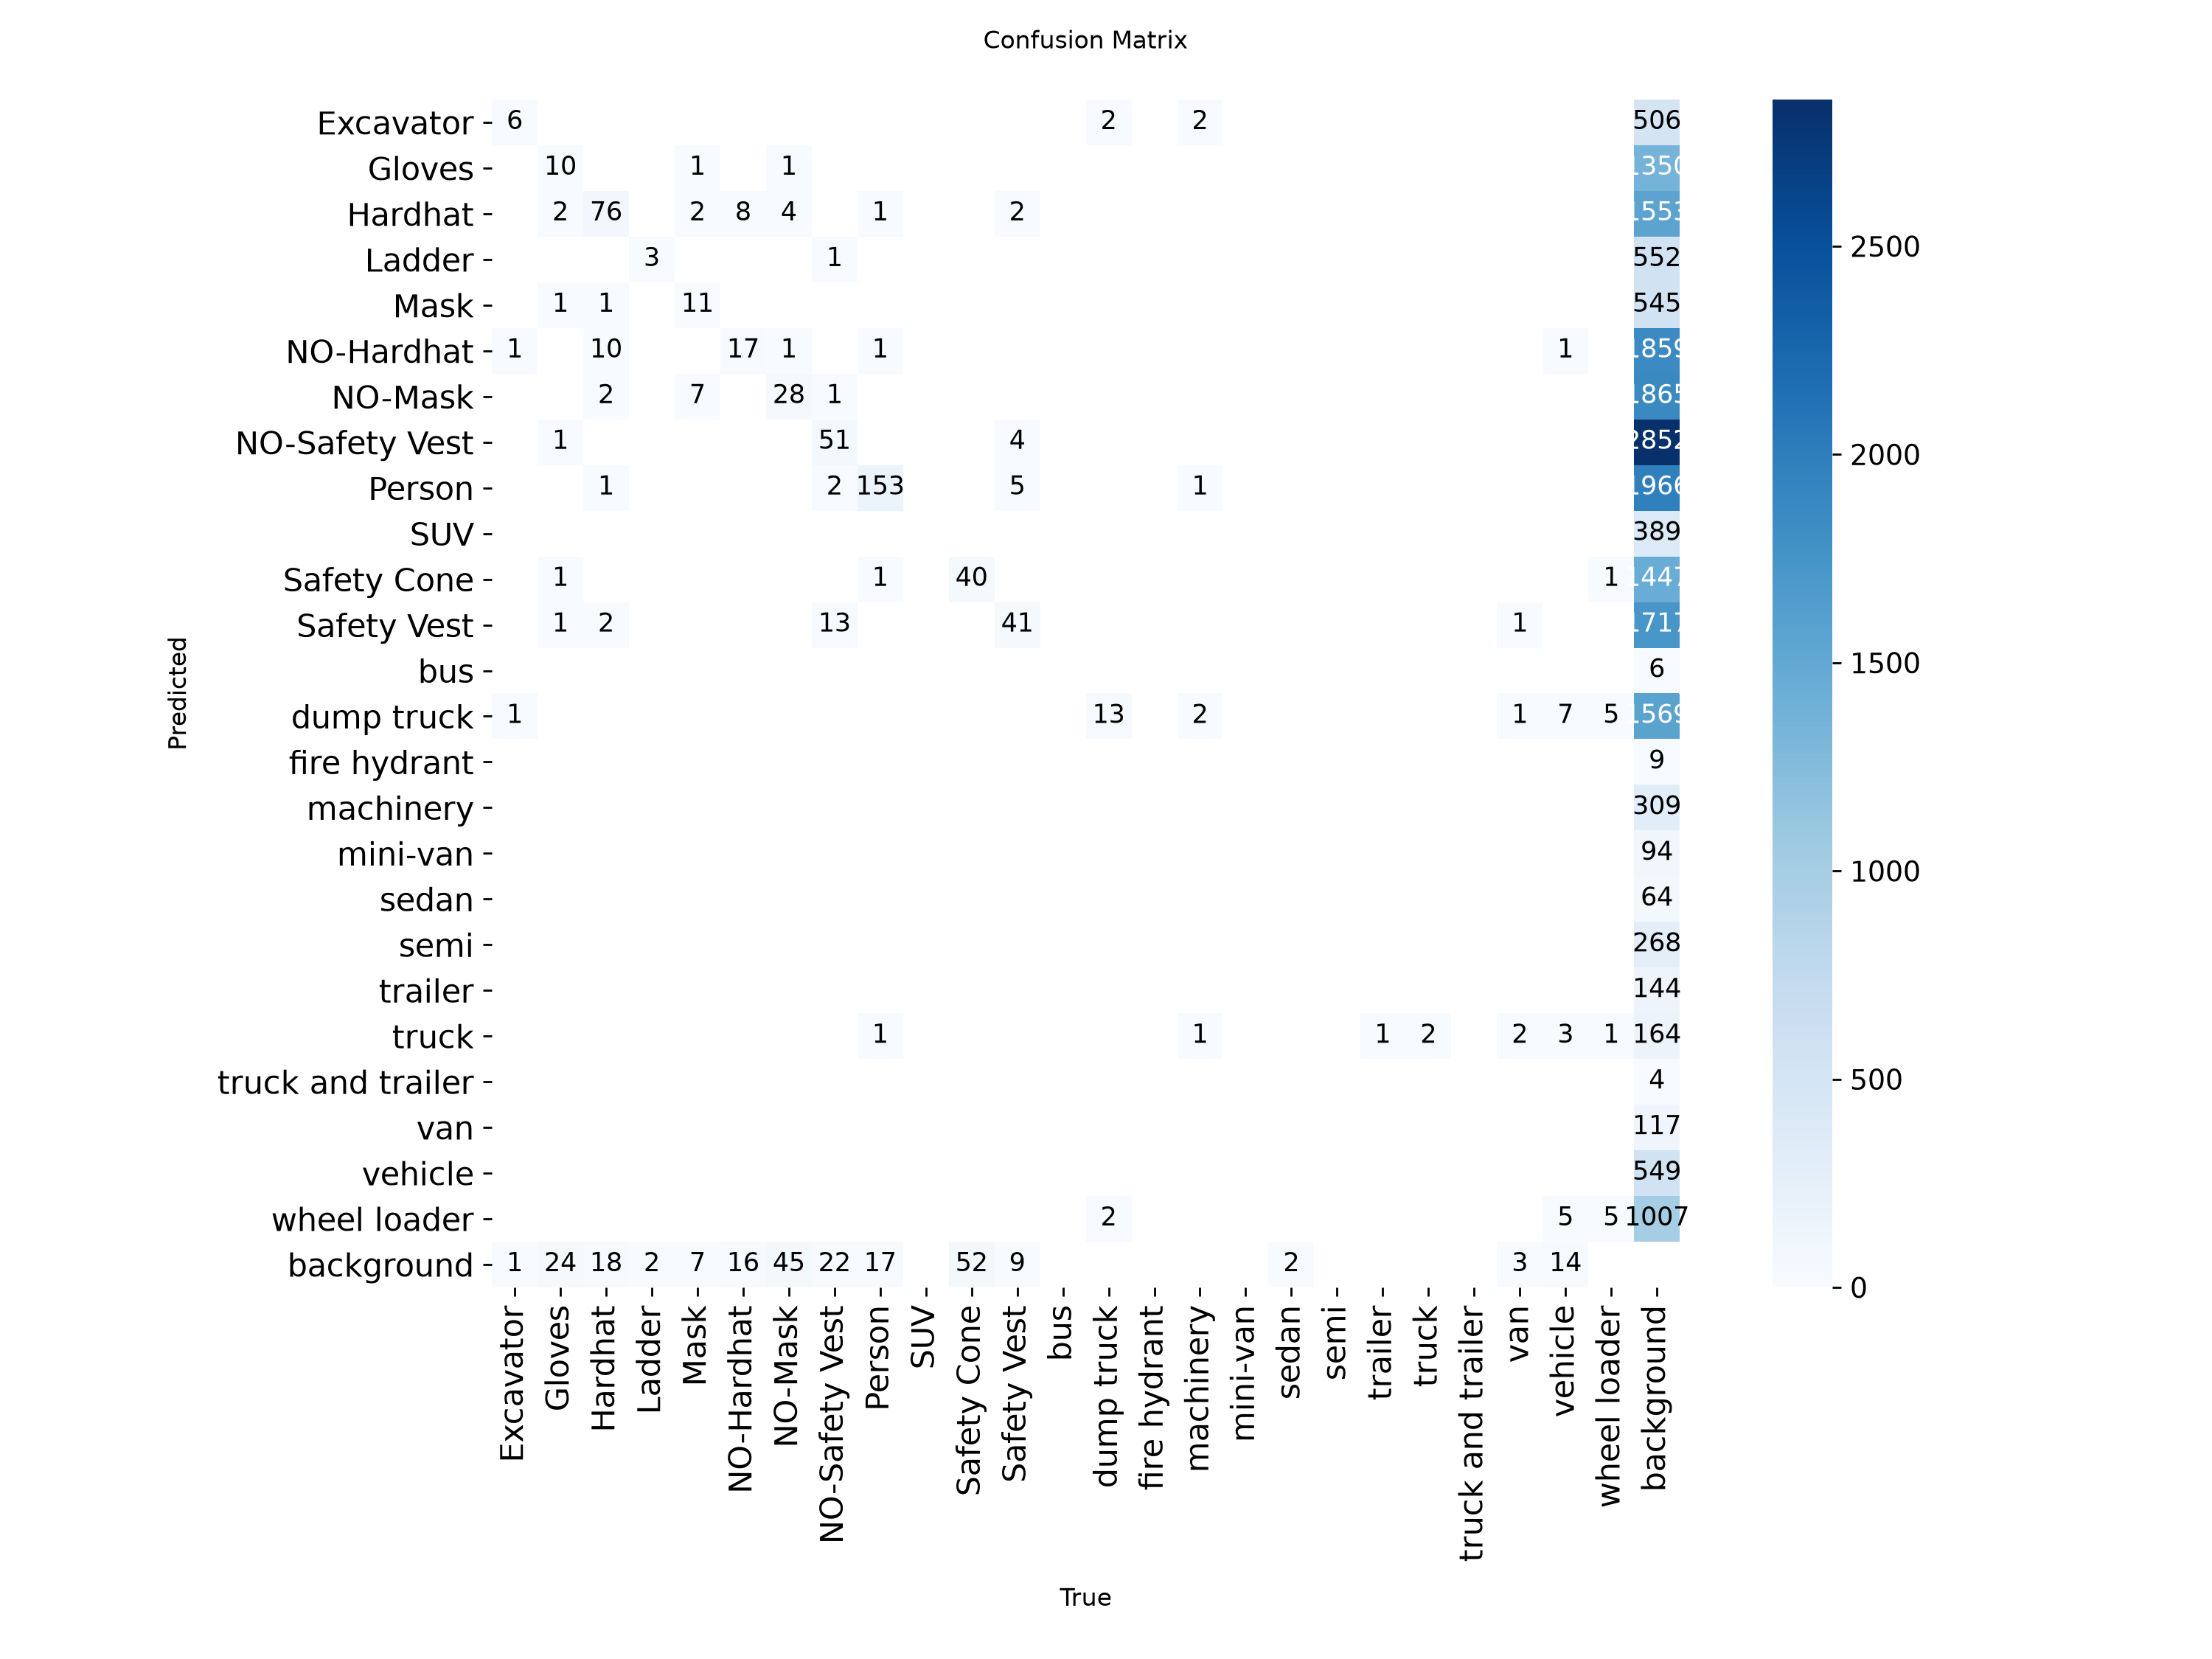 Confusion Matrix
Excavator 6 2 2 506
Gloves 10 1 1 1350
Hardhat 2 76 2 8 4 1 2 1553
Ladder 3 1 552
Mask 1 1 11 545
NO-Hardhat 1 10 17 1 1 1 1859
NO-Mask 2 7 28 1 1865
NO-Safety Vest 1 51 4 2852
Person 1 2 153 5 1 1966
SUV 389
Safety Cone 1 1 40 1 1447
Safety Vest 1 2 13 41 1 1717
bus 6
dump truck 1 13 2 1 7 5 1569
fire hydrant 9
machinery 309
mini-van 94
sedan 64
semi 268
trailer 144
truck 1 1 1 2 2 3 1 164
truck and trailer 4
van 117
vehicle 549
wheel loader 2 5 5 1007
background 1 24 18 2 7 16 45 22 17 52 9 2 3 14
Predicted
Excavator
Gloves
Hardhat
Ladder
Mask
NO-Hardhat
NO-Mask
NO-Safety Vest
Person
SUV
Safety Cone
Safety Vest
bus
dump truck
fire hydrant
machinery
mini-van
sedan
semi
trailer
truck
truck and trailer
van
vehicle
wheel loader
background
True
2500
2000
1500
1000
500
0